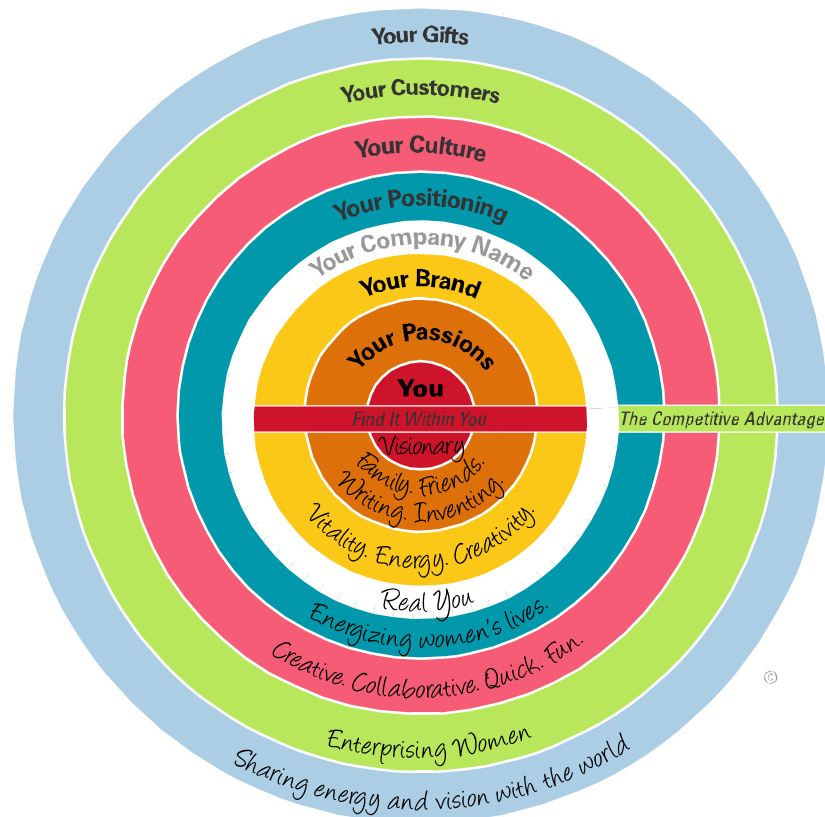 Your Gifts
Your Customers
Your Culture
Your Positioning
Your Company Name
Your Brand
Your Passions
You
Find It Within You
The Competitive Advantage
Visionary
Family. Friends.
Writing. Inventing.
Vitality. Energy. Creativity.
Real You
Energizing women's lives.
Creative. Collaborative. Quick. Fun.
©
Enterprising Women
Sharing energy and vision with the world